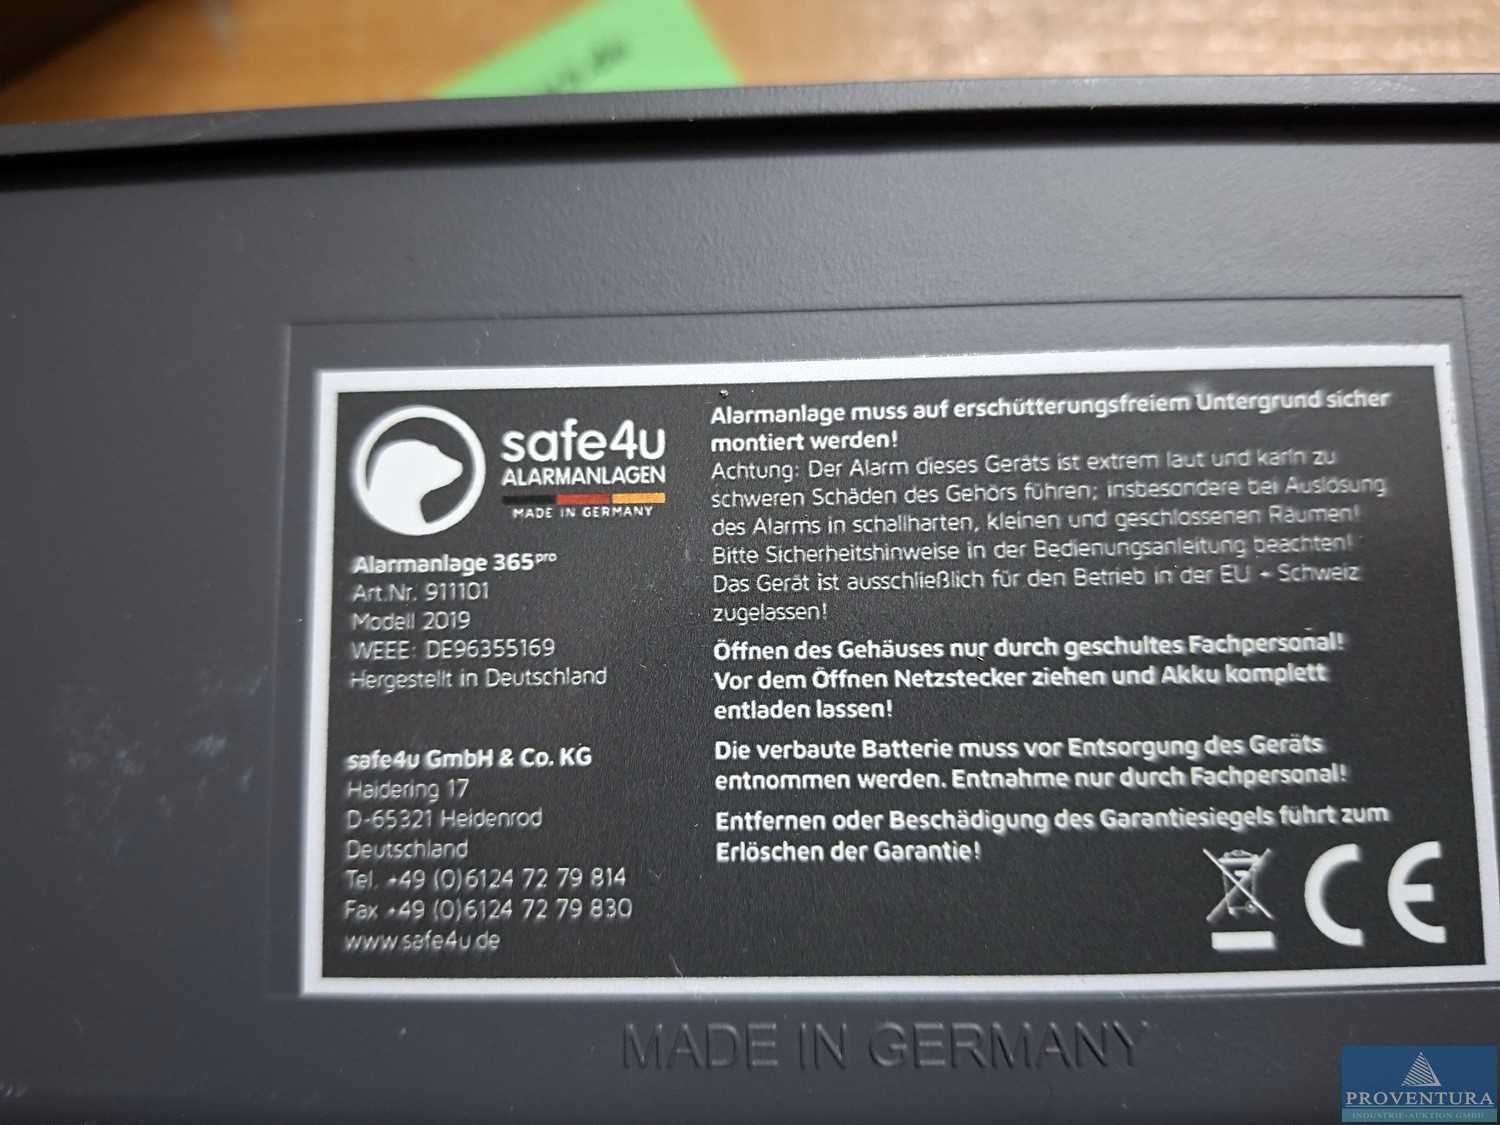 safe4u
ALARMANLAGEN
MADE IN GERMANY
Alarmanlage 365pro
Art.Nr. 911101
Modell 2019
WEEE: DE96355169
Hergestellt in Deutschland
safe4u GmbH & Co. KG
Haidering 17
D-65321 Heidenrod
Deutschland
Tel. +49 (0)6124 72 79 814
Fax +49 (0)6124 72 79 830
www.safe4u.de
Alarmanlage muss auf erschütterungsfreiem Untergrund sicher
montiert werden!
Achtung: Der Alarm dieses Geräts ist extrem laut und kann zu
schweren Schäden des Gehörs führen; insbesondere bei Auslösung
des Alarms in schallharten, kleinen und geschlossenen Räumen!
Bitte Sicherheitshinweise in der Bedienungsanleitung beachten!
Das Gerät ist ausschließlich für den Betrieb in der EU + Schweiz
zugelassen!
Öffnen des Gehäuses nur durch geschultes Fachpersonal!
Vor dem Öffnen Netzstecker ziehen und Akku komplett
entladen lassen!
Die verbaute Batterie muss vor Entsorgung des Geräts
entnommen werden. Entnahme nur durch Fachpersonal!
Entfernen oder Beschädigung des Garantiesiegels führt zum
Erlöschen der Garantie!
CE
MADE IN GERMANY
PROVENTURA
INDUSTRIE-AUKTION GMBH